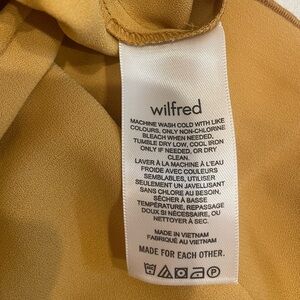 wilfred
MACHINE WASH COLD WITH LIKE
COLOURS, ONLY NON-CHLORINE
BLEACH WHEN NEEDED,
TUMBLE DRY LOW, COOL IRON
ONLY IF NEEDED, OR DRY
CLEAN.
LAVER À LA MACHINE À L'EAU
FROIDE AVEC COULEURS
SEMBLABLES, UTILISER
SEULEMENT UN JAVELLISANT
SANS CHLORE AU BESOIN,
SÉCHER À BASSE
TEMPÉRATURE, REPASSAGE
DOUX SI NÉCESSAIRE, OU
NETTOYER À SEC.
MADE IN VIETNAM
FABRIQUÉ AU VIETNAM
MADE FOR EACH OTHER.